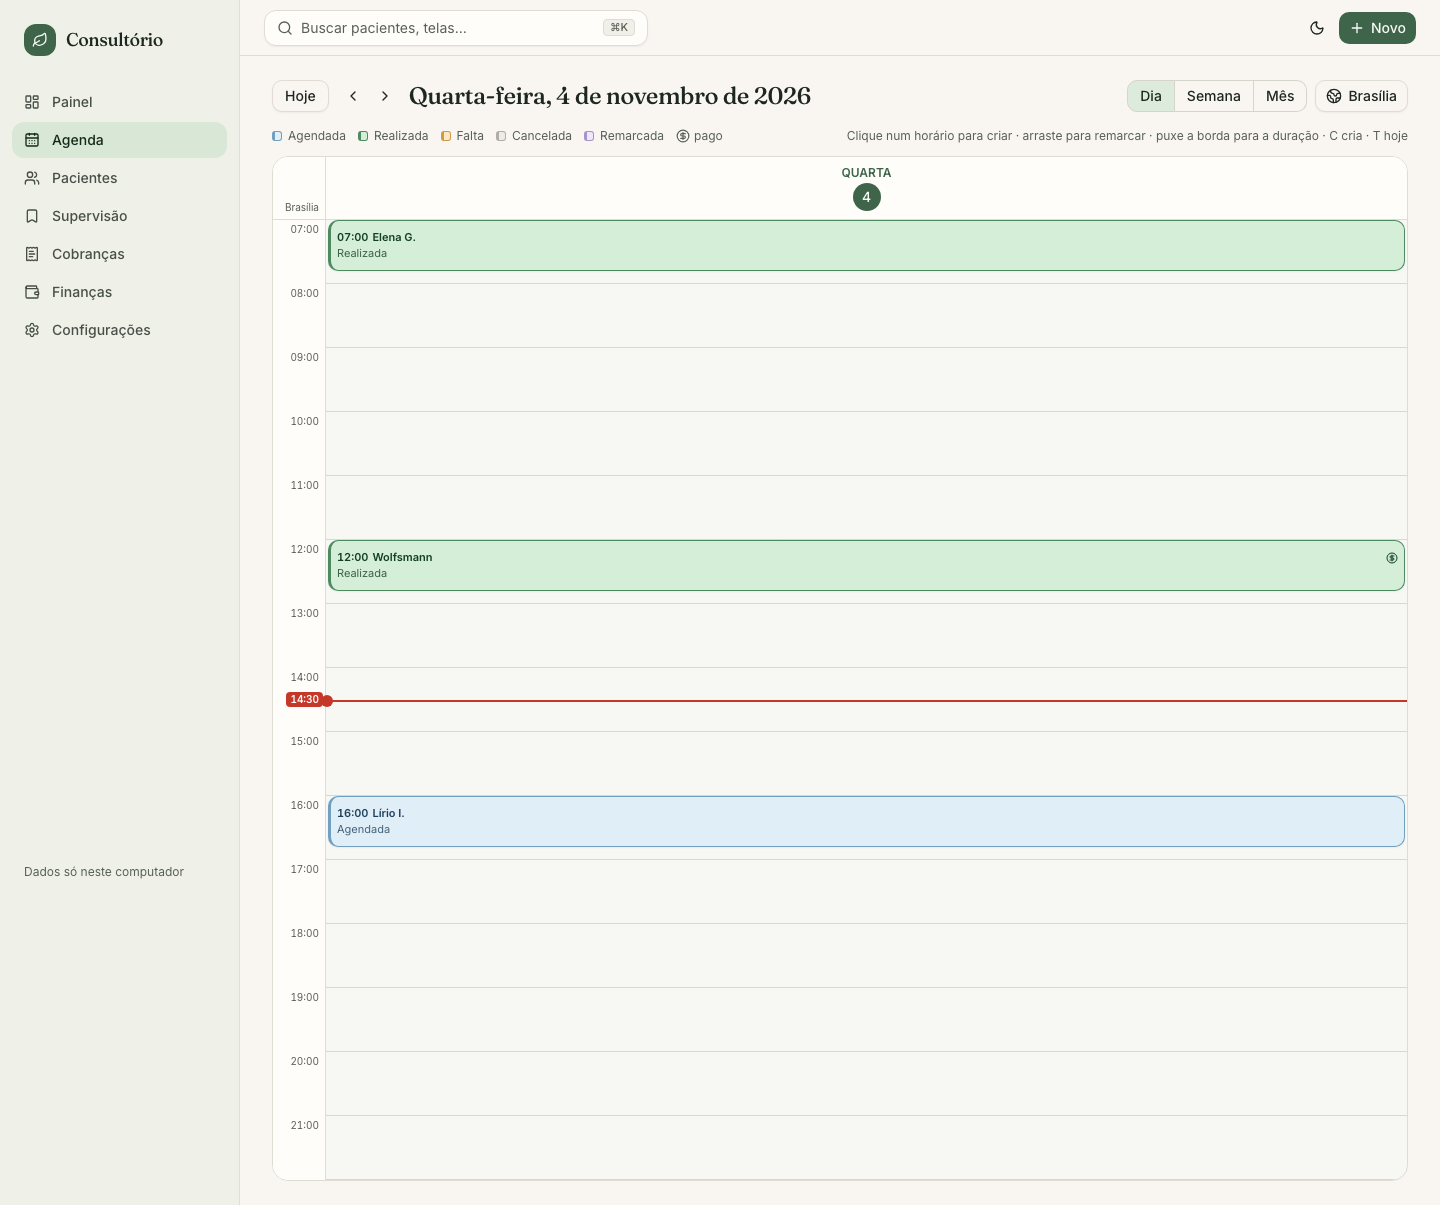 Consultório
Buscar pacientes, telas...
⌘K
Novo
Painel
Agenda
Pacientes
Supervisão
Cobranças
Finanças
Configurações
Dados só neste computador
Hoje
Quarta-feira, 4 de novembro de 2026
Dia
Semana
Mês
Brasília
Agendada
Realizada
Falta
Cancelada
Remarcada
pago
Clique num horário para criar · arraste para remarcar · puxe a borda para a duração · C cria · T hoje
QUARTA
4
Brasília
07:00
07:00 Elena G.
Realizada
08:00
09:00
10:00
11:00
12:00
12:00 Wolfsmann
Realizada
13:00
14:00
14:30
15:00
16:00
16:00 Lírio I.
Agendada
17:00
18:00
19:00
20:00
21:00